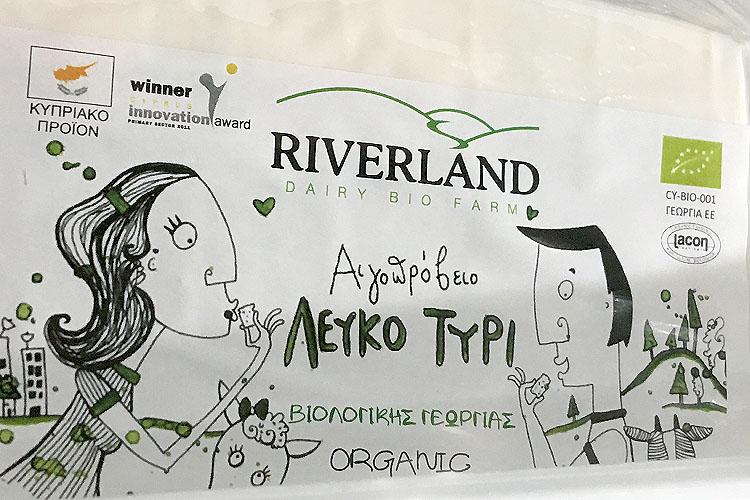 ΚΥΠΡΙΑΚΟ
ΠΡΟΪΟΝ
winner
CYPRUS
innovation award
PRIMARY SECTOR 2011
RIVERLAND
DAIRY BIO FARM
CY-BIO-001
ΓΕΩΡΓΙΑ ΕΕ
lacon
Αιγοπρόβειο
ΛΕΥΚΟ ΤΥΡΙ
ΒΙΟΛΟΓΙΚΗΣ ΓΕΩΡΓΙΑΣ
ORGANIC